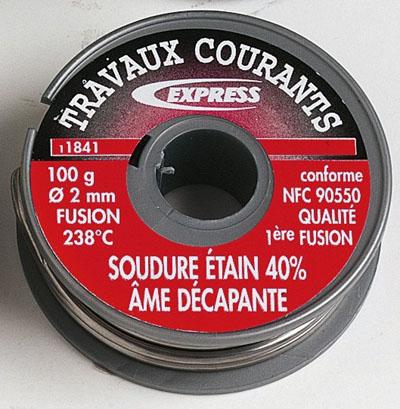 TRAVAUX COURANTS
EXPRESS
11841
100 g
Ø 2 mm
FUSION
238°C
conforme
NFC 90550
QUALITÉ
1ère FUSION
SOUDURE ÉTAIN 40%
ÂME DÉCAPANTE